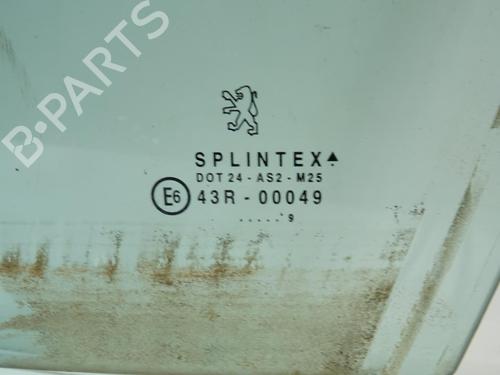 B-PARTS
SPLINTEX
DOT 24 - AS2 - M25
E6 43R - 00049
..... 9